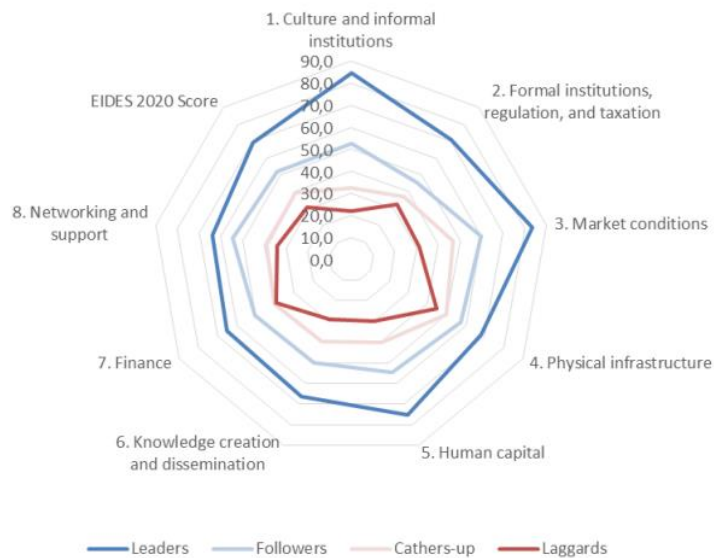 1. Culture and informal
institutions
90,0
80,0
70,0
60,0
50,0
40,0
30,0
20,0
10,0
0,0
2. Formal institutions,
regulation, and taxation
3. Market conditions
4. Physical infrastructure
5. Human capital
6. Knowledge creation
and dissemination
7. Finance
8. Networking and
support
EIDES 2020 Score
Leaders
Followers
Cathers-up
Laggards